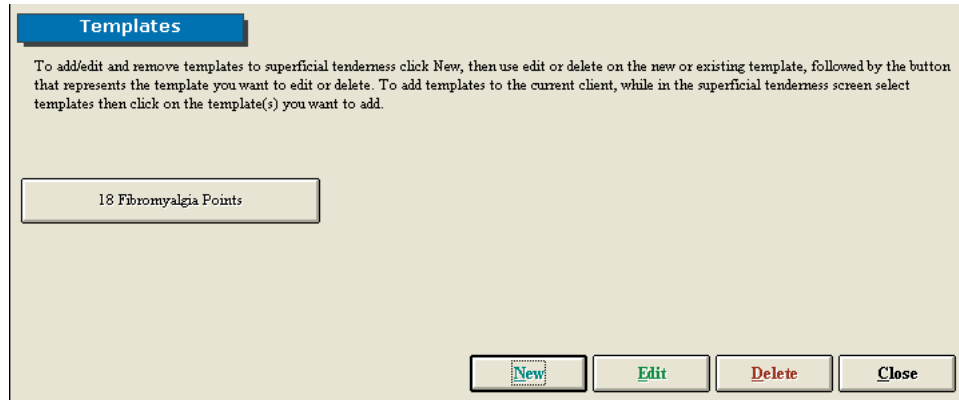 Templates
To add/edit and remove templates to superficial tenderness click New, then use edit or delete on the new or existing template, followed by the button
that represents the template you want to edit or delete. To add templates to the current client, while in the superficial tenderness screen select
templates then click on the template(s) you want to add.
18 Fibromyalgia Points
New Edit Delete Close